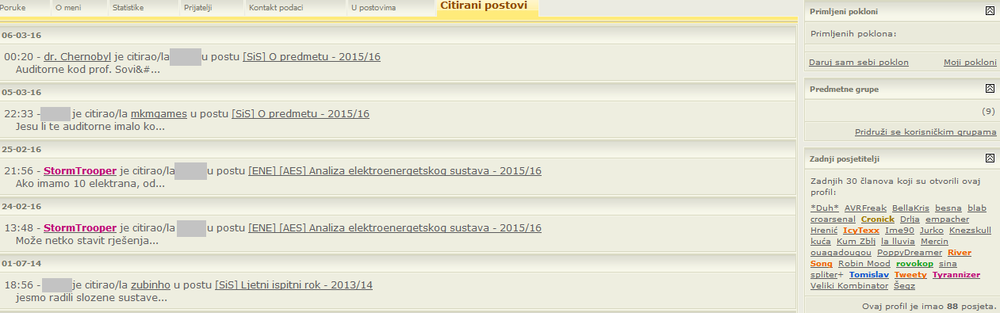 Poruke O meni Statistike Prijatelji Kontakt podaci U postovima Citirani postovi
06-03-16
00:20 - dr. Chernobyl je citirao/la u postu [SiS] O predmetu - 2015/16
Auditorne kod prof. Sovi&#...
05-03-16
22:33 - je citirao/la mkmgames u postu [SiS] O predmetu - 2015/16
Jesu li te auditorne imalo ko...
25-02-16
21:56 - StormTrooper je citirao/la u postu [ENE] [AES] Analiza elektroenergetskog sustava - 2015/16
Ako imamo 10 elektrana, od...
24-02-16
13:48 - StormTrooper je citirao/la u postu [ENE] [AES] Analiza elektroenergetskog sustava - 2015/16
Može netko stavit rješenja...
01-07-14
18:56 - je citirao/la zubinho u postu [SiS] Ljetni ispitni rok - 2013/14
jesmo radili slozene sustave...
Primljeni pokloni
Primljenih poklona:
Daruj sam sebi poklon Moji pokloni
Predmetne grupe
(9)
Pridruži se korisničkim grupama
Zadnji posjetitelji
Zadnjih 30 članova koji su otvorili ovaj
profil:
*Duh* AVRFreak BellaKris besna blab
croarsenal Cronick Drlja empacher
Hrenić IcyTexx Ime90 Jurko Knezskull
kuća Kum Zblj la lluvia Mercin
ouagadougou PoppyDreamer River
Song Robin Mood rovokop sina
spliter+ Tomislav Tweety Tyrannizer
Veliki Kombinator Šegz
Ovaj profil je imao 88 posjeta.